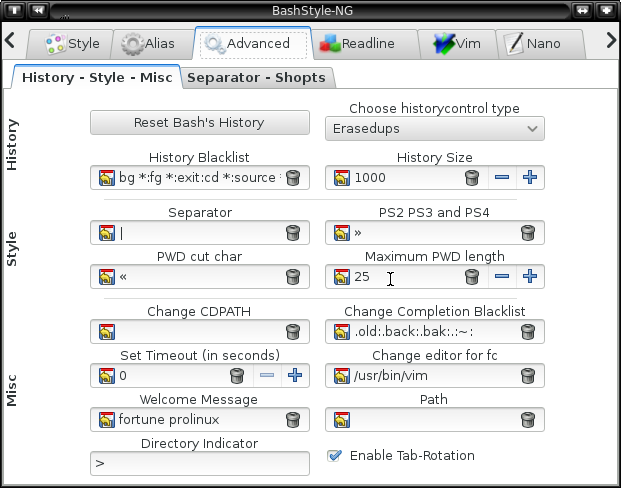 BashStyle-NG
Style Alias Advanced Readline Vim Nano
History - Style - Misc Separator - Shopts
History
Choose historycontrol type
Reset Bash's History
Erasedups
History Blacklist History Size
bg *:fg *:exit:cd *:source 1000
Style
Separator PS2 PS3 and PS4
| »
PWD cut char Maximum PWD length
« 25
Misc
Change CDPATH Change Completion Blacklist
.old:.back:.bak:.:~:
Set Timeout (in seconds) Change editor for fc
0 /usr/bin/vim
Welcome Message Path
fortune prolinux
Directory Indicator
Enable Tab-Rotation
>